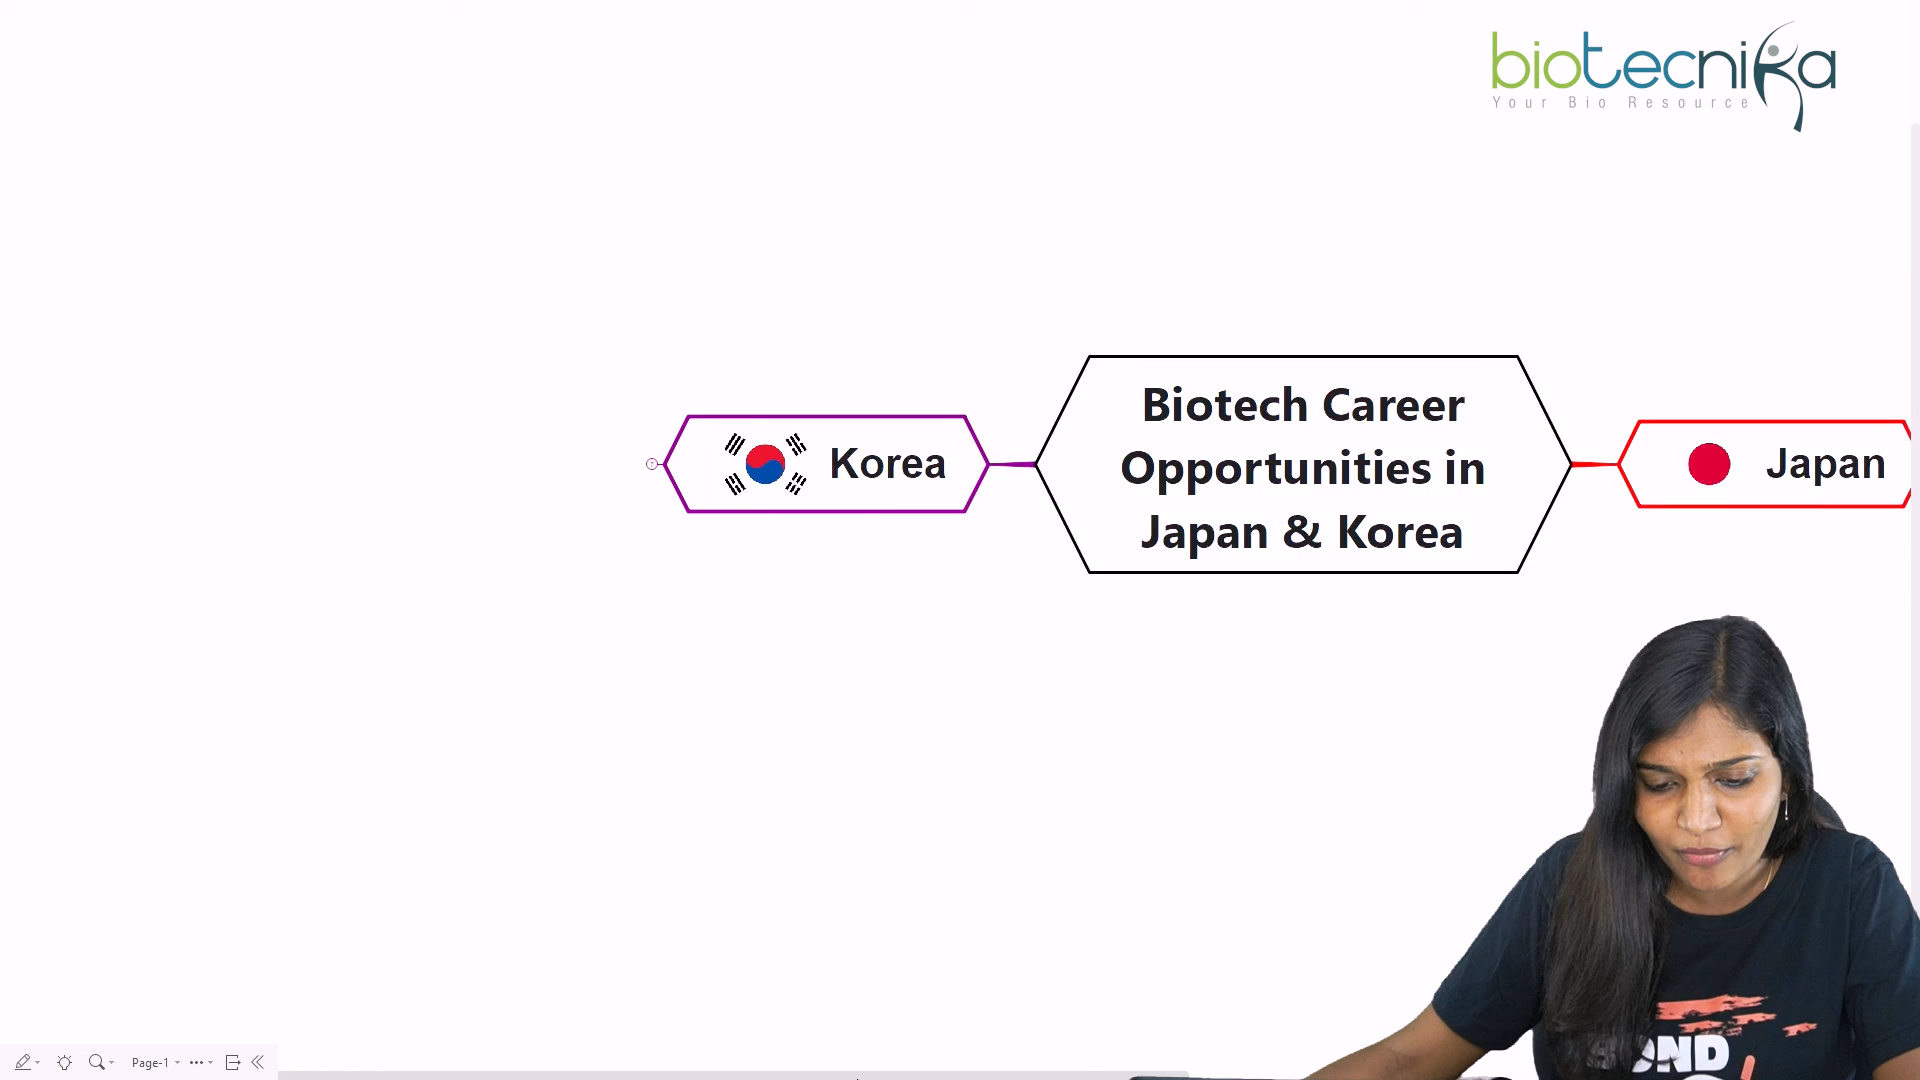 biotecnika
Your Bio Resource
Biotech Career
Opportunities in
Japan & Korea
Korea
Japan
Page-1